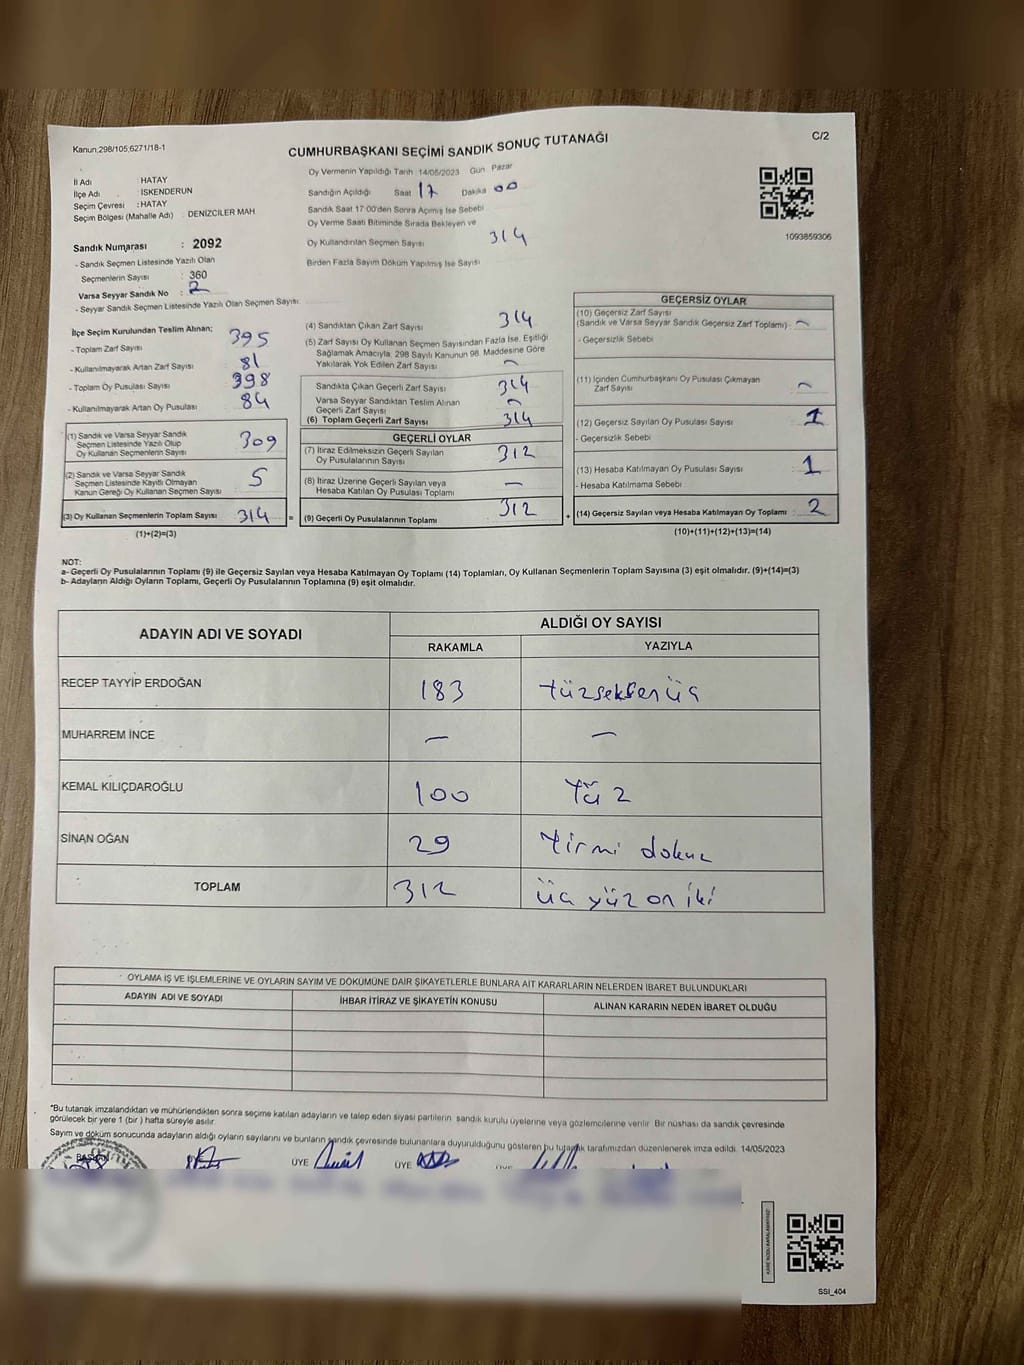 Kanun,298/105;6271/18-1
C/2
CUMHURBAŞKANI SEÇİMİ SANDIK SONUÇ TUTANAĞI
İl Adı : HATAY
İlçe Adı : İSKENDERUN
Seçim Çevresi : HATAY
Seçim Bölgesi (Mahalle Adı) : DENİZCİLER MAH
Sandık Numarası : 2092
- Sandık Seçmen Listesinde Yazılı Olan
Seçmenlerin Sayısı : 360
Varsa Seyyar Sandık No : 2
- Seyyar Sandık Seçmen Listesinde Yazılı Olan Seçmen Sayısı:
Oy Vermenin Yapıldığı Tarih : 14/05/2023 Gün : Pazar
Sandığın Açıldığı Saat 17 Dakika 00
Sandık Saat 17:00'den Sonra Açmış İse Sebebi
Oy Verme Saati Bitiminde Sırada Bekleyen ve
Oy Kullandırılan Seçmen Sayısı 314
Birden Fazla Sayım Döküm Yapılmış İse Sayısı
1093859306
İlçe Seçim Kurulundan Teslim Alınan;
- Toplam Zarf Sayısı 395
- Kullanılmayarak Artan Zarf Sayısı : 81
- Toplam Oy Pusulası Sayısı : 398
- Kullanılmayarak Artan Oy Pusulası : 84
(1) Sandık ve Varsa Seyyar Sandık
Seçmen Listesinde Yazılı Olup
Oy Kullanan Seçmenlerin Sayısı 309
(2) Sandık ve Varsa Seyyar Sandık
Seçmen Listesinde Kayıtlı Olmayan
Kanun Gereği Oy Kullanan Seçmen Sayısı 5
(3) Oy Kullanan Seçmenlerin Toplam Sayısı 314 =
(1)+(2)=(3)
(4) Sandıktan Çıkan Zarf Sayısı 314
(5) Zarf Sayısı Oy Kullanan Seçmen Sayısından Fazla İse, Eşitliği
Sağlamak Amacıyla, 298 Sayılı Kanunun 98. Maddesine Göre
Yakılarak Yok Edilen Zarf Sayısı –
Sandıkta Çıkan Geçerli Zarf Sayısı 314
Varsa Seyyar Sandıktan Teslim Alınan
Geçerli Zarf Sayısı –
(6) Toplam Geçerli Zarf Sayısı 314
GEÇERLİ OYLAR
(7) İtiraz Edilmeksizin Geçerli Sayılan
Oy Pusulalarının Sayısı 312
(8) İtiraz Üzerine Geçerli Sayılan veya
Hesaba Katılan Oy Pusulası Toplamı –
(9) Geçerli Oy Pusulalarının Toplamı 312 +
GEÇERSİZ OYLAR
(10) Geçersiz Zarf Sayısı
(Sandık ve Varsa Seyyar Sandık Geçersiz Zarf Toplamı) –
- Geçersizlik Sebebi
(11) İçinden Cumhurbaşkanı Oy Pusulası Çıkmayan
Zarf Sayısı –
(12) Geçersiz Sayılan Oy Pusulası Sayısı 1
- Geçersizlik Sebebi
(13) Hesaba Katılmayan Oy Pusulası Sayısı 1
- Hesaba Katılmama Sebebi
(14) Geçersiz Sayılan veya Hesaba Katılmayan Oy Toplamı 2
(10)+(11)+(12)+(13)=(14)
NOT:
a- Geçerli Oy Pusulalarının Toplamı (9) ile Geçersiz Sayılan veya Hesaba Katılmayan Oy Toplamı (14) Toplamları, Oy Kullanan Seçmenlerin Toplam Sayısına (3) eşit olmalıdır. (9)+(14)=(3)
b- Adayların Aldığı Oyların Toplamı, Geçerli Oy Pusulalarının Toplamına (9) eşit olmalıdır.
ADAYIN ADI VE SOYADI ALDIĞI OY SAYISI
RAKAMLA YAZIYLA
RECEP TAYYİP ERDOĞAN 183 Yüzseksenüç
MUHARREM İNCE – –
KEMAL KILIÇDAROĞLU 100 Yüz
SİNAN OĞAN 29 Yirmi dokuz
TOPLAM 312 üç yüz on iki
OYLAMA İŞ VE İŞLEMLERİNE VE OYLARIN SAYIM VE DÖKÜMÜNE DAİR ŞİKAYETLERLE BUNLARA AİT KARARLARIN NELERDEN İBARET BULUNDUKLARI
ADAYIN ADI VE SOYADI İHBAR İTİRAZ VE ŞİKAYETİN KONUSU ALINAN KARARIN NEDEN İBARET OLDUĞU
*Bu tutanak imzalandıktan ve mühürlendikten sonra seçime katılan adayların ve talep eden siyasi partilerin sandık kurulu üyelerine veya gözlemcilerine verilir. Bir nüshası da sandık çevresinde
görülecek bir yere 1 (bir) hafta süreyle asılır.
Sayım ve döküm sonucunda adayların aldığı oyların sayılarını ve bunların sandık çevresinde bulunanlara duyurulduğunu gösteren bu tutanak tarafımızdan düzenlenerek imza edildi. 14/05/2023
BAŞKAN ÜYE ÜYE
SSI_404